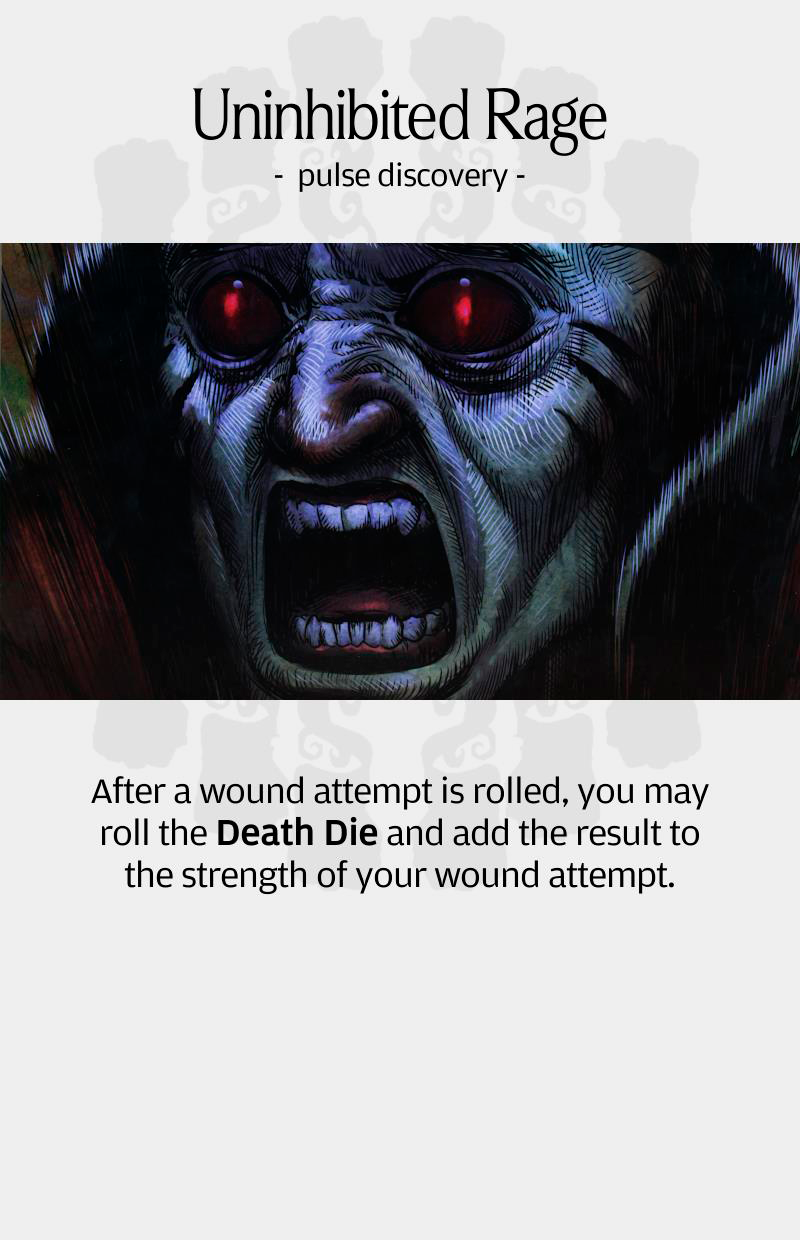 Uninhibited Rage
- pulse discovery -
After a wound attempt is rolled, you may
roll the Death Die and add the result to
the strength of your wound attempt.